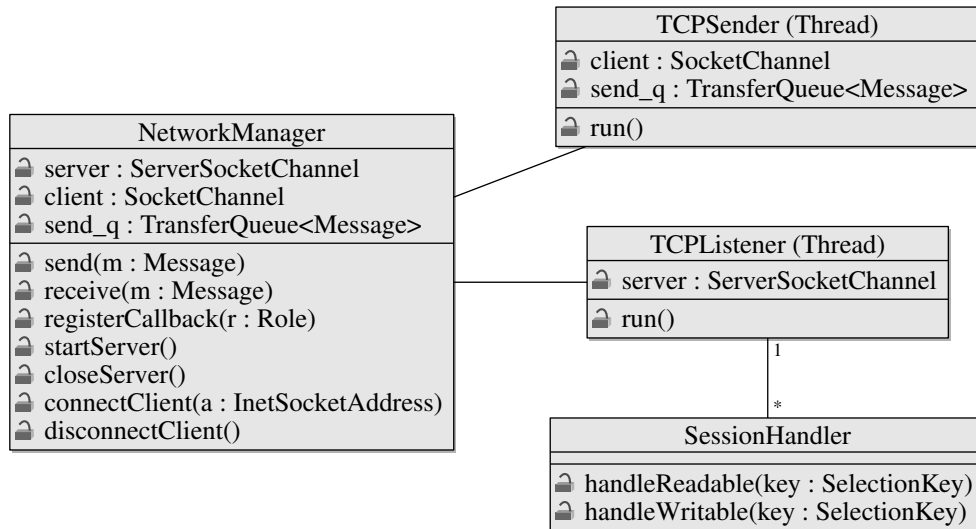 TCPSender (Thread)
client : SocketChannel
send_q : TransferQueue<Message>
run()
NetworkManager
server : ServerSocketChannel
client : SocketChannel
send_q : TransferQueue<Message>
send(m : Message)
receive(m : Message)
registerCallback(r : Role)
startServer()
closeServer()
connectClient(a : InetSocketAddress)
disconnectClient()
TCPListener (Thread)
server : ServerSocketChannel
run()
1
*
SessionHandler
handleReadable(key : SelectionKey)
handleWritable(key : SelectionKey)